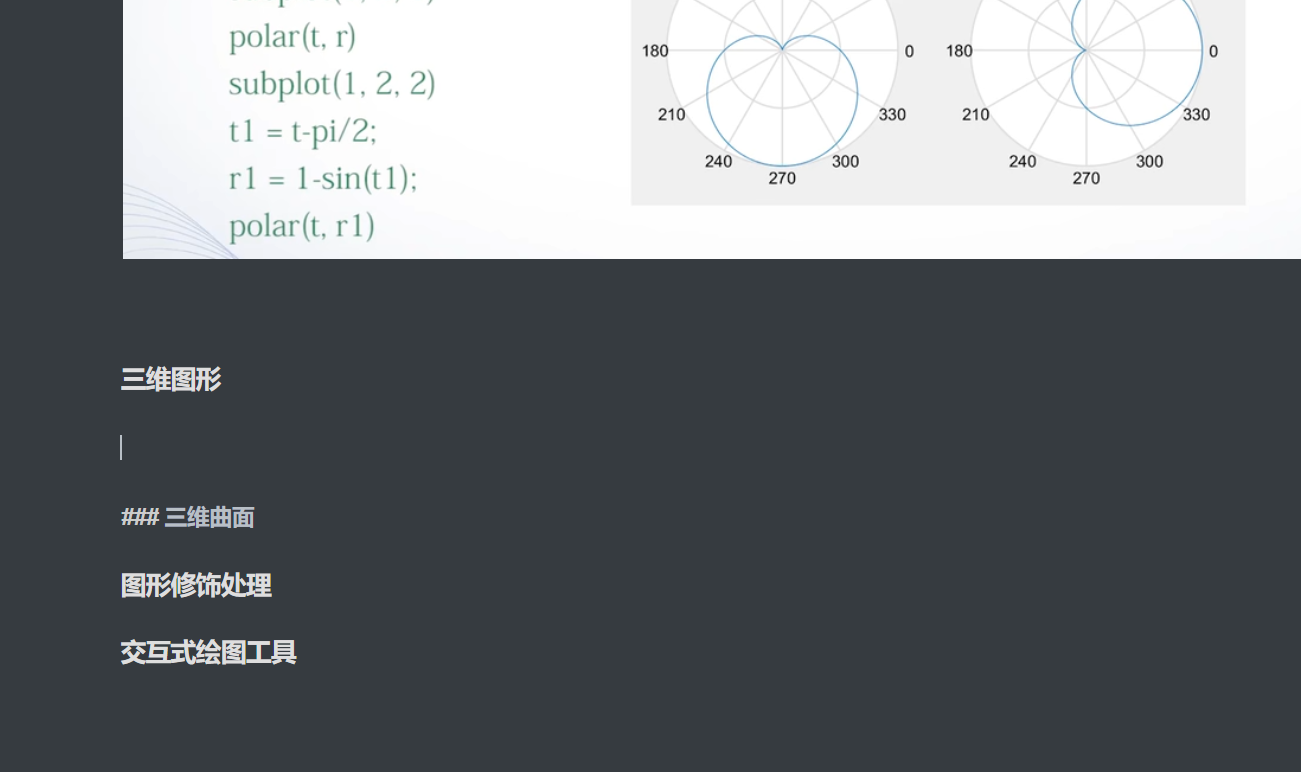 polar(t, r)
subplot(1, 2, 2)
t1 = t-pi/2;
r1 = 1-sin(t1);
polar(t, r1)
180 0 180 0
210 330 210 330
240 300 240 300
270 270
三维图形
### 三维曲面
图形修饰处理
交互式绘图工具